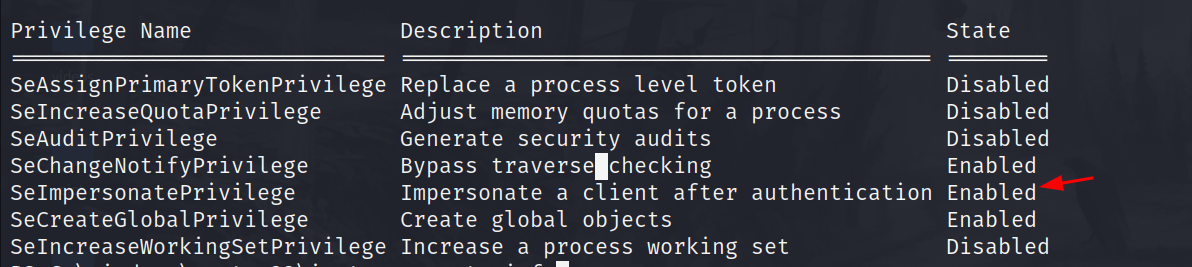 Privilege Name Description State
============================= ======================================== ========
SeAssignPrimaryTokenPrivilege Replace a process level token Disabled
SeIncreaseQuotaPrivilege Adjust memory quotas for a process Disabled
SeAuditPrivilege Generate security audits Disabled
SeChangeNotifyPrivilege Bypass traverse checking Enabled
SeImpersonatePrivilege Impersonate a client after authentication Enabled
SeCreateGlobalPrivilege Create global objects Enabled
SeIncreaseWorkingSetPrivilege Increase a process working set Disabled